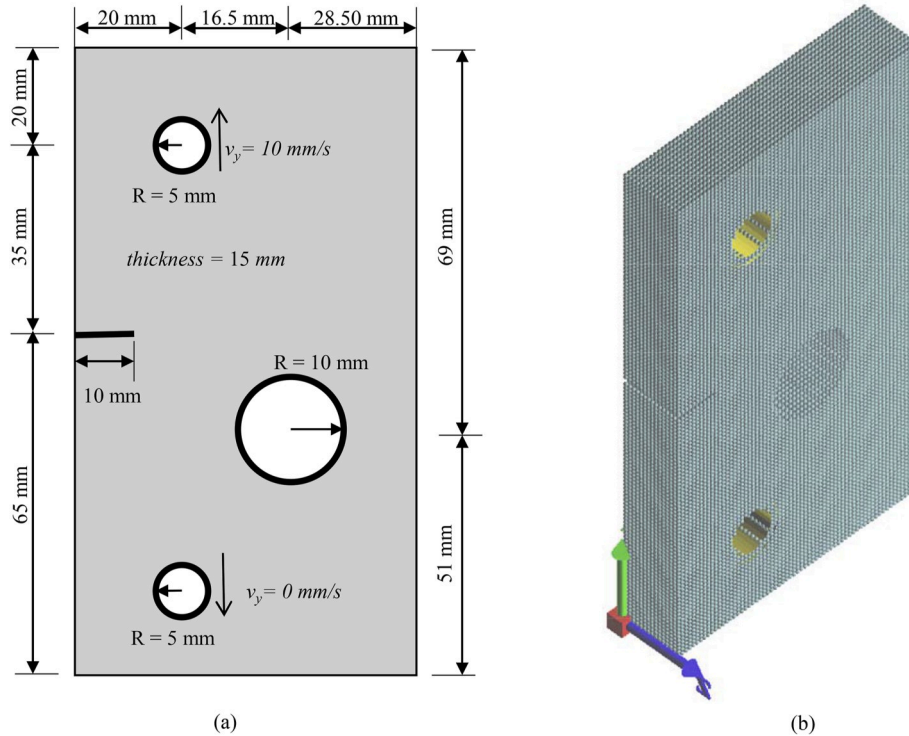 20 mm
16.5 mm
28.50 mm
20 mm
v_y = 10 mm/s
R = 5 mm
35 mm
thickness = 15 mm
69 mm
R = 10 mm
10 mm
65 mm
51 mm
v_y = 0 mm/s
R = 5 mm
(a)
(b)